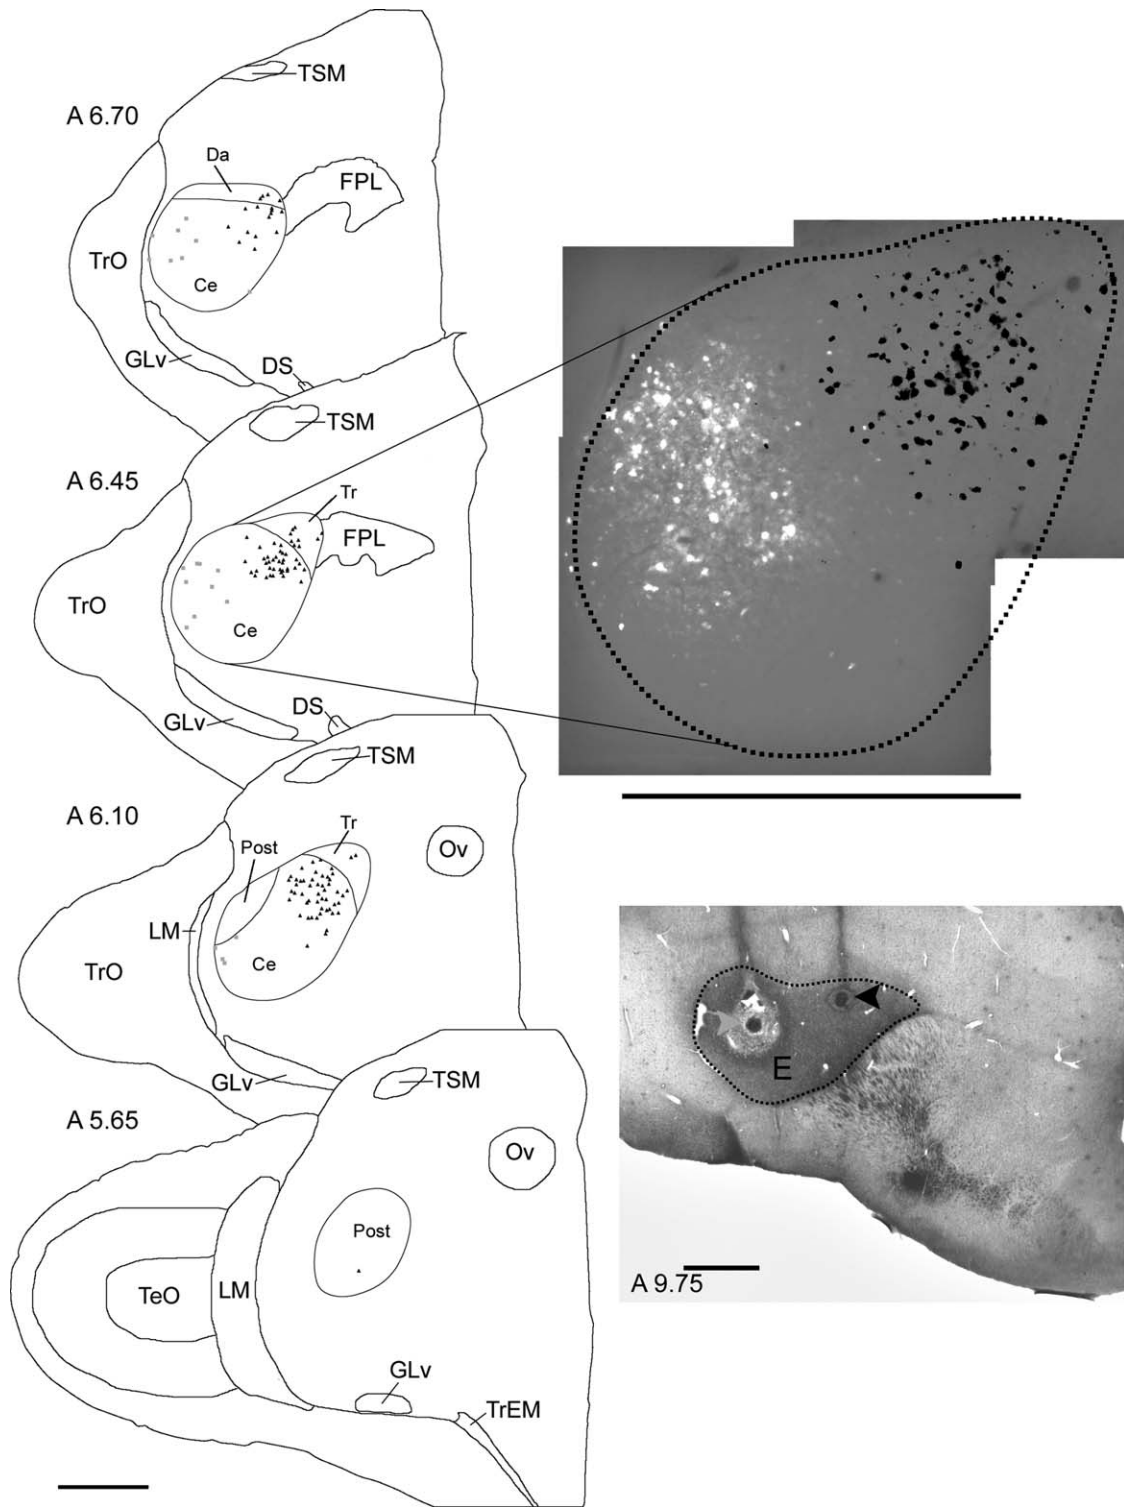 TSM
A 6.70
Da
FPL
TrO
Ce
GLv
DS
TSM
A 6.45
Tr
FPL
TrO
Ce
GLv
DS
TSM
A 6.10
Tr
Post
Ov
LM
TrO
Ce
GLv
TSM
A 5.65
Ov
Post
TeO
LM
GLv
TrEM
E
A 9.75